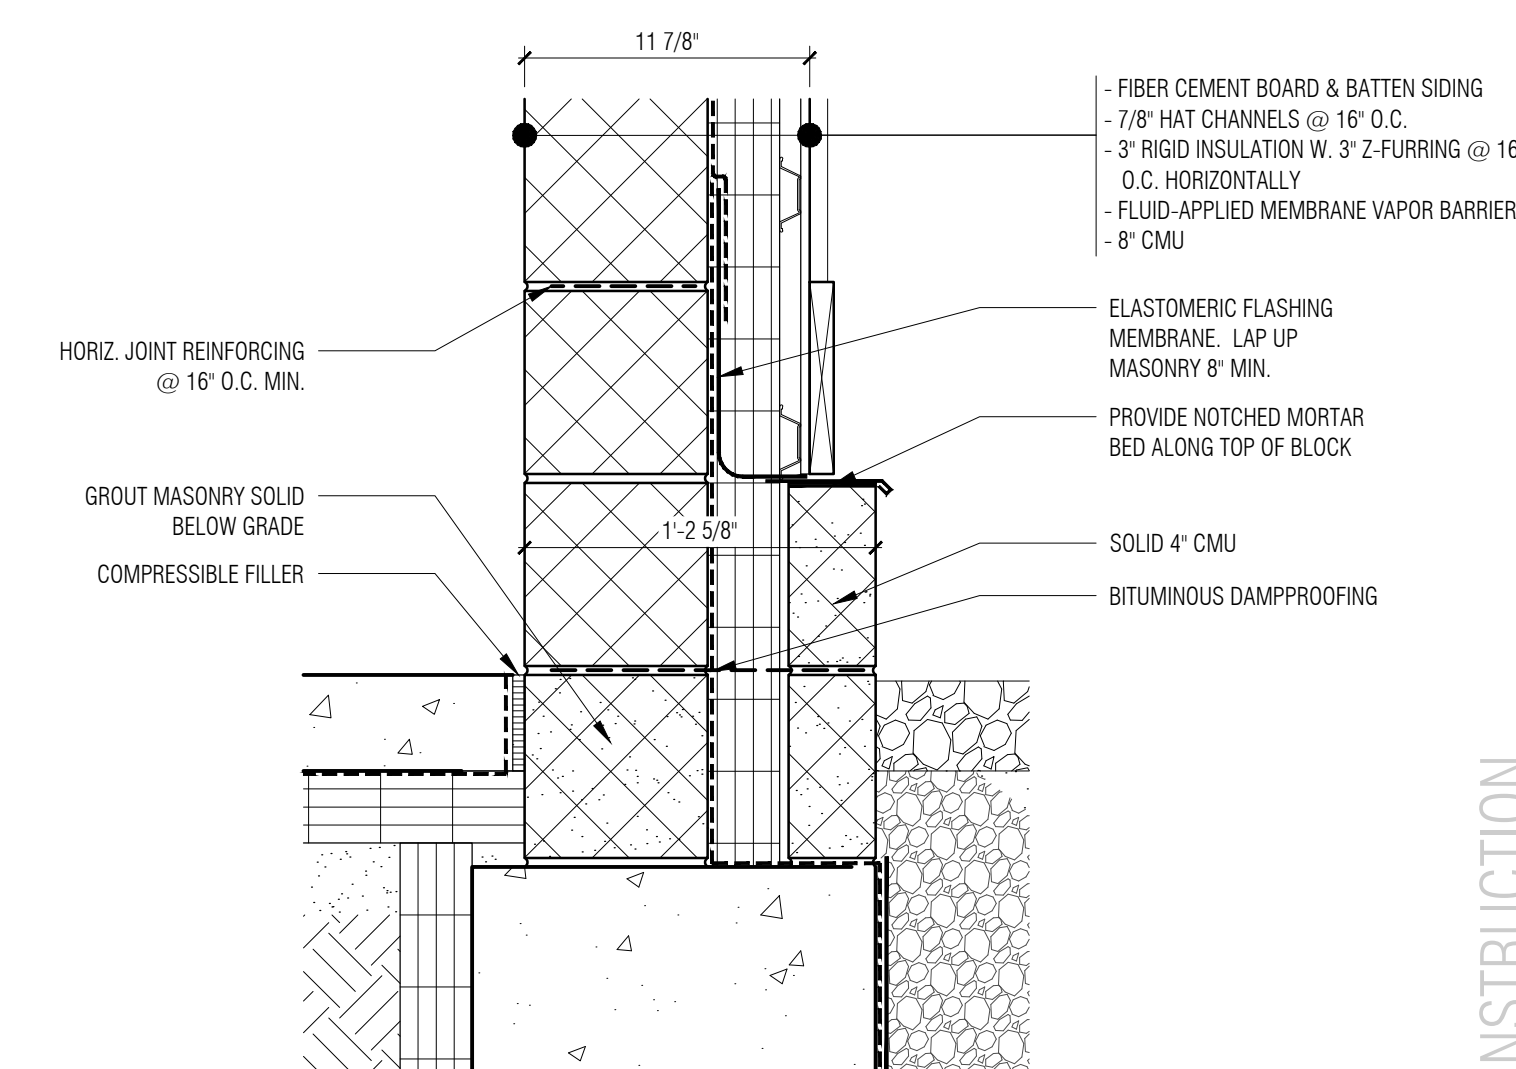 11 7/8"
- FIBER CEMENT BOARD & BATTEN SIDING
- 7/8" HAT CHANNELS @ 16" O.C.
- 3" RIGID INSULATION W. 3" Z-FURRING @ 16
O.C. HORIZONTALLY
- FLUID-APPLIED MEMBRANE VAPOR BARRIER
- 8" CMU
ELASTOMERIC FLASHING
MEMBRANE. LAP UP
MASONRY 8" MIN.
HORIZ. JOINT REINFORCING
@ 16" O.C. MIN.
PROVIDE NOTCHED MORTAR
BED ALONG TOP OF BLOCK
GROUT MASONRY SOLID
BELOW GRADE
1'-2 5/8"
SOLID 4" CMU
COMPRESSIBLE FILLER
BITUMINOUS DAMPPROOFING
NSTRUCTION